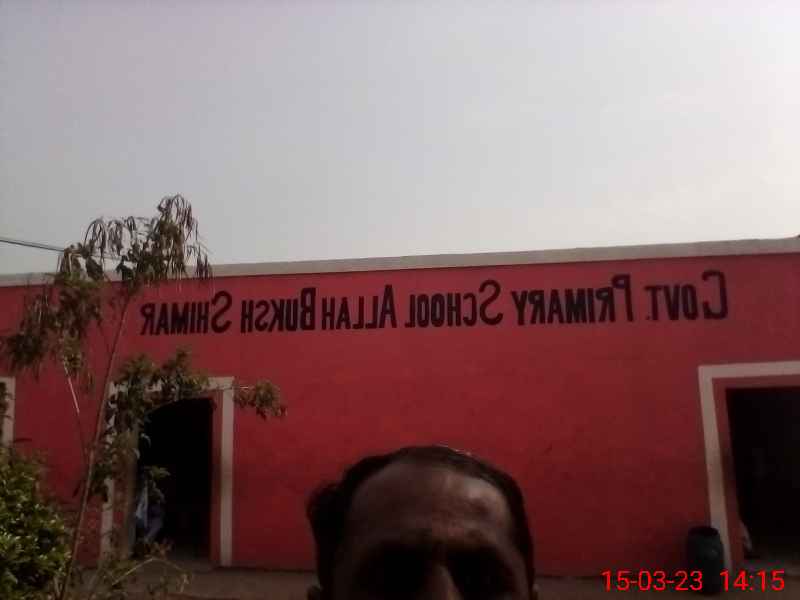 GOVT. PRIMARY SCHOOL ALLAH BUKSH SHIMAR
15-03-23 14:15